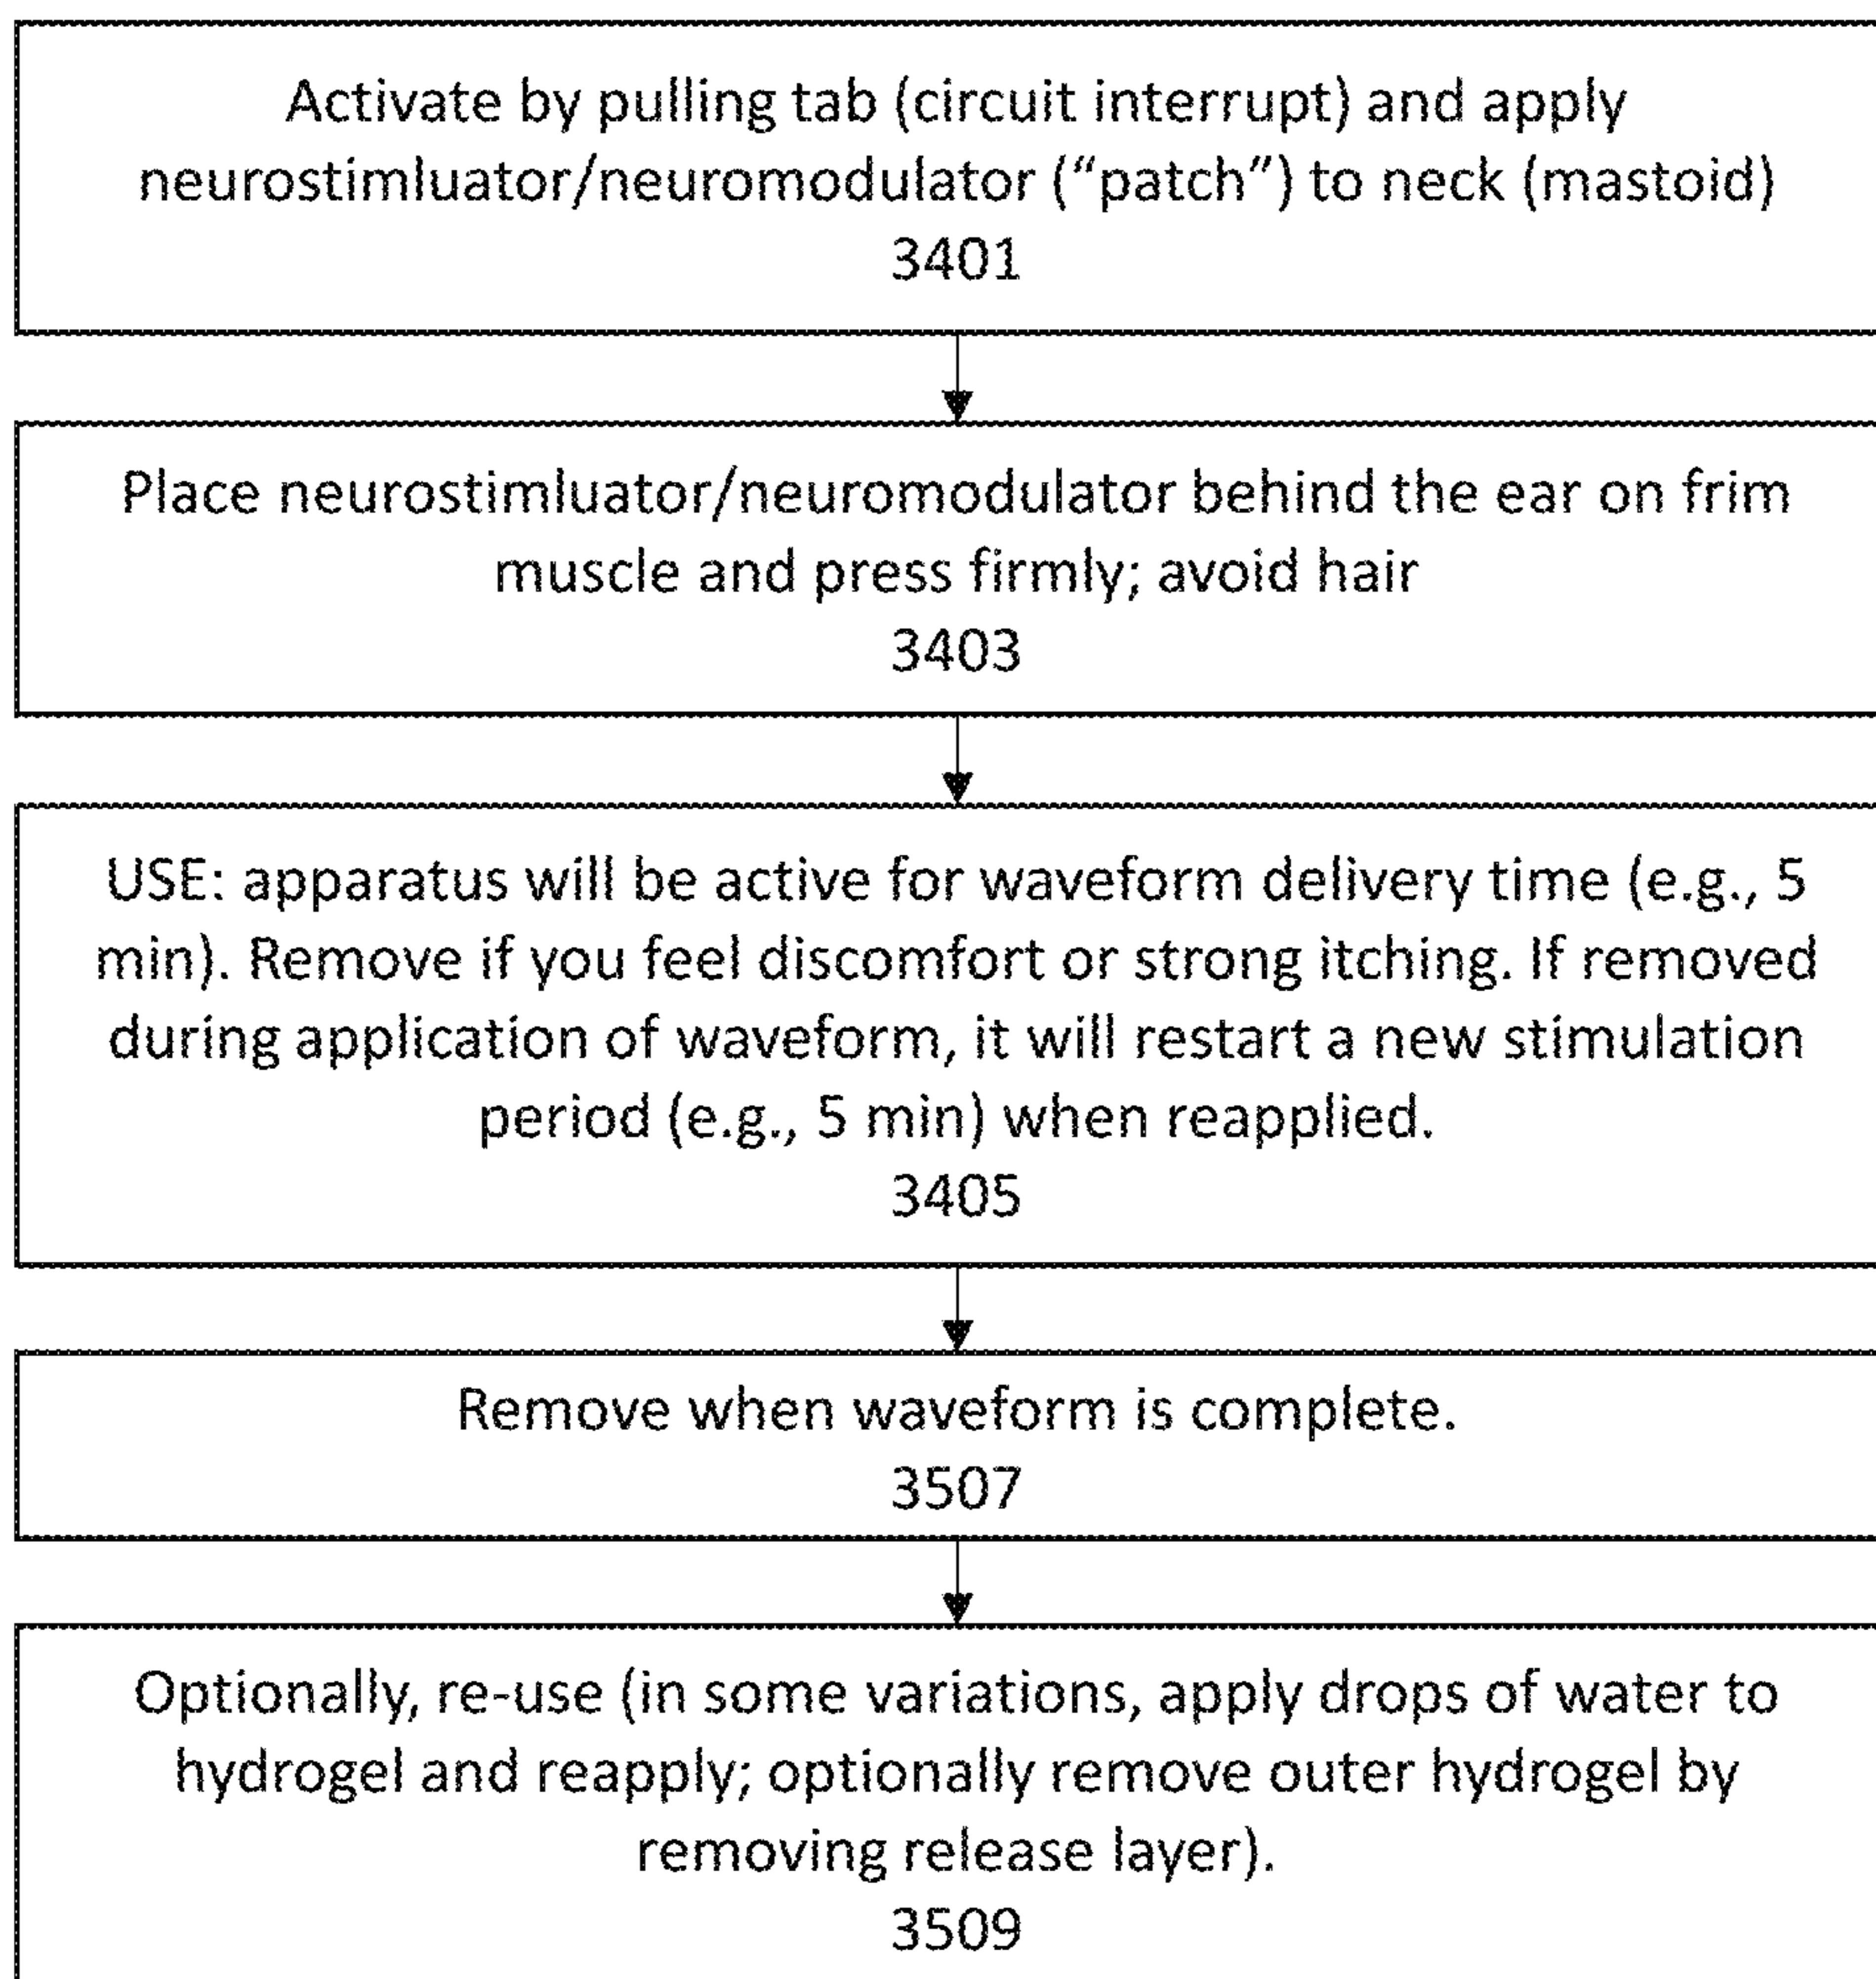 Activate by pulling tab (circuit interrupt) and apply
neurostimluator/neuromodulator (“patch”) to neck (mastoid)
3401
Place neurostimluator/neuromodulator behind the ear on frim
muscle and press firmly; avoid hair
3403
USE: apparatus will be active for waveform delivery time (e.g., 5
min). Remove if you feel discomfort or strong itching. If removed
during application of waveform, it will restart a new stimulation
period (e.g., 5 min) when reapplied.
3405
Remove when waveform is complete.
3507
Optionally, re-use (in some variations, apply drops of water to
hydrogel and reapply; optionally remove outer hydrogel by
removing release layer).
3509